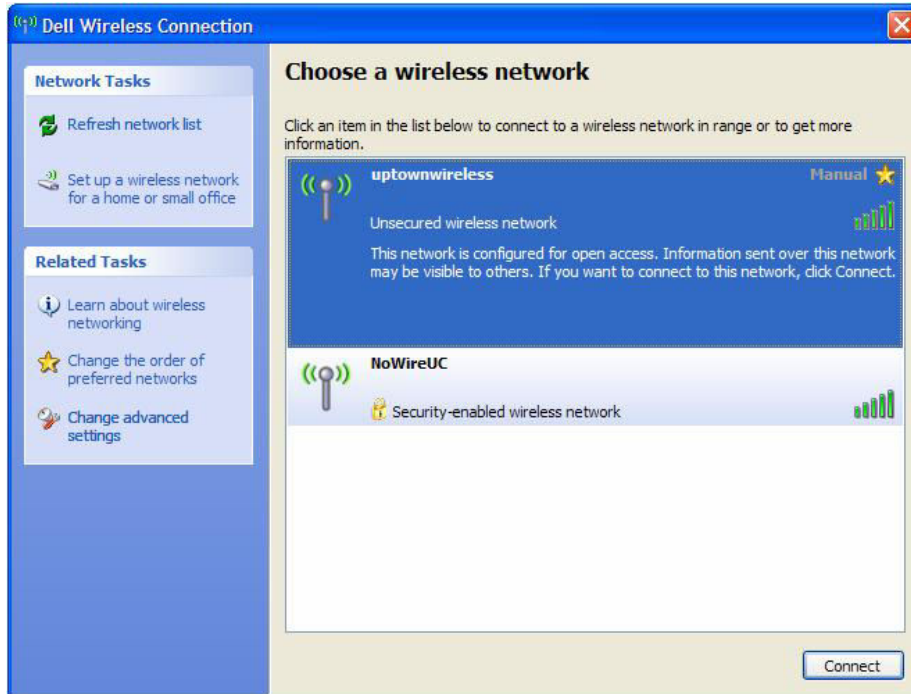 Dell Wireless Connection
Network Tasks
Refresh network list
Set up a wireless network
for a home or small office
Related Tasks
Learn about wireless
networking
Change the order of
preferred networks
Change advanced
settings
Choose a wireless network
Click an item in the list below to connect to a wireless network in range or to get more
information.
uptownwireless
Manual
Unsecured wireless network
This network is configured for open access. Information sent over this network
may be visible to others. If you want to connect to this network, click Connect.
NoWireUC
Security-enabled wireless network
Connect